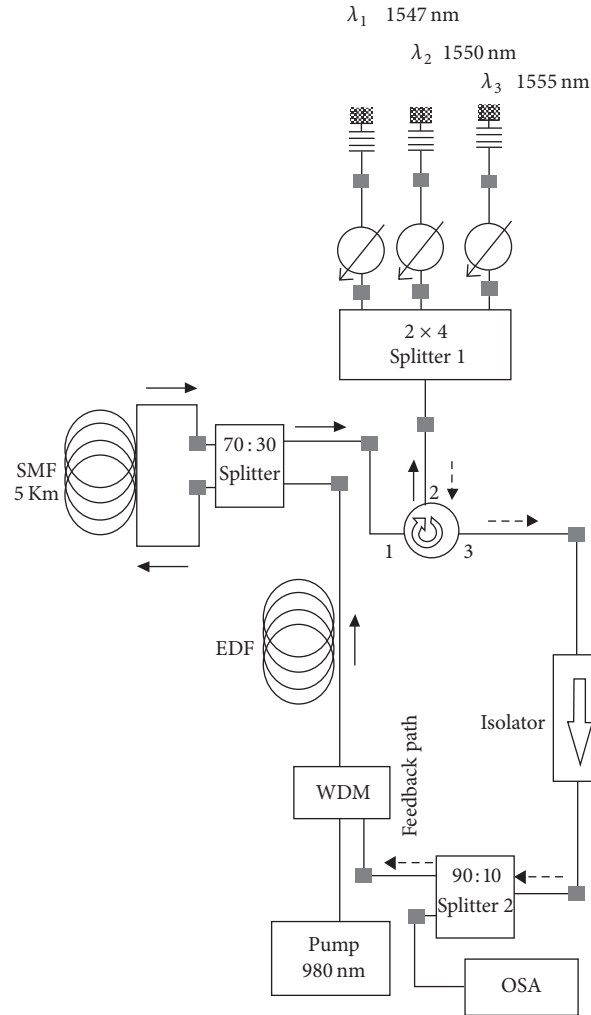 λ1 1547 nm
λ2 1550 nm
λ3 1555 nm
2 × 4
Splitter 1
70 : 30
Splitter
SMF
5 Km
2
1
3
EDF
Isolator
Feedback path
WDM
90 : 10
Splitter 2
Pump
980 nm
OSA